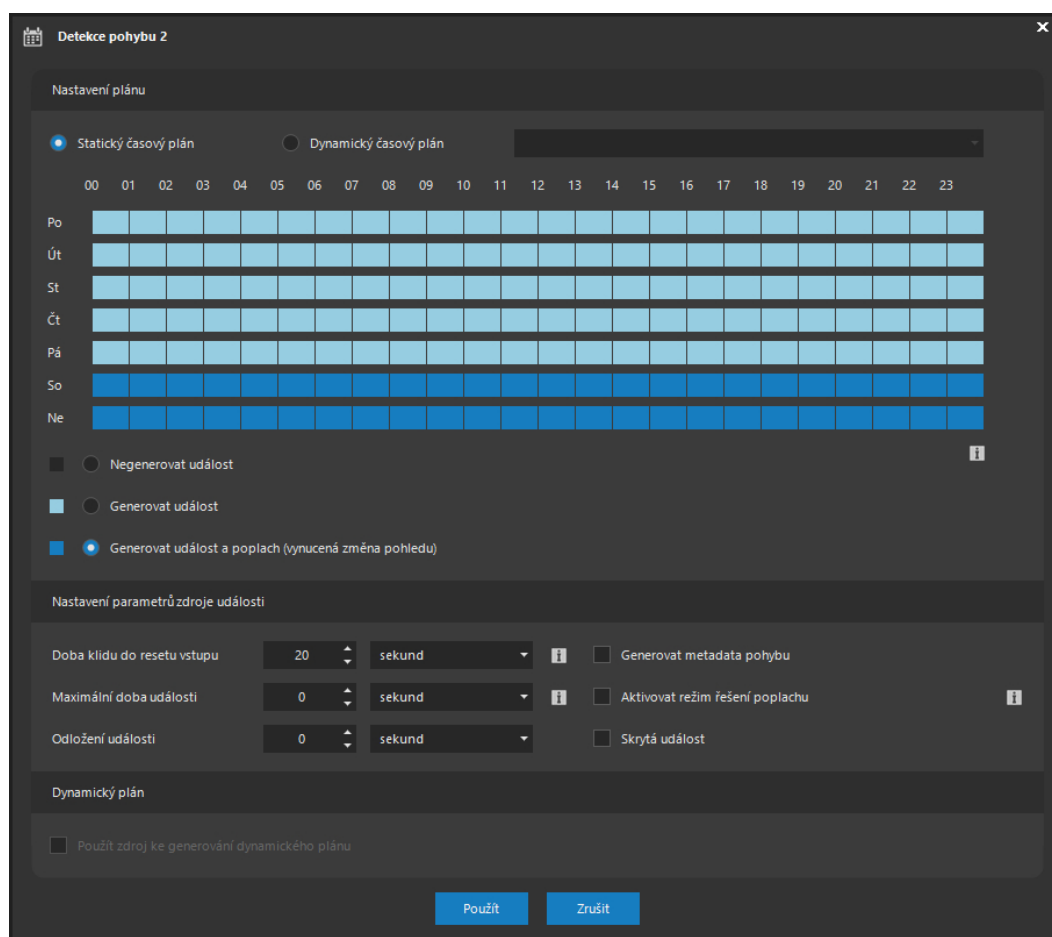 Detekce pohybu 2
Nastavení plánu
Statický časový plán Dynamický časový plán
00 01 02 03 04 05 06 07 08 09 10 11 12 13 14 15 16 17 18 19 20 21 22 23
Po
Út
St
Čt
Pá
So
Ne
Negenerovat událost
Generovat událost
Generovat událost a poplach (vynucená změna pohledu)
Nastavení parametrů zdroje události
Doba klidu do resetu vstupu 20 sekund Generovat metadata pohybu
Maximální doba události 0 sekund Aktivovat režim řešení poplachu
Odložení události 0 sekund Skrytá událost
Dynamický plán
Použít zdroj ke generování dynamického plánu
Použít Zrušit